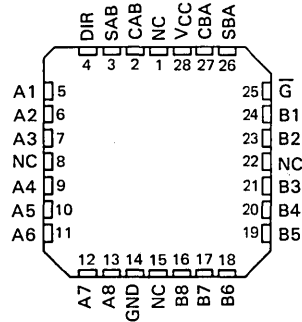 DIR SAB CAB NC VCC CBA SBA
4 3 2 1 28 27 26
A1 5 25 G̅
A2 6 24 B1
A3 7 23 B2
NC 8 22 NC
A4 9 21 B3
A5 10 20 B4
A6 11 19 B5
12 13 14 15 16 17 18
A7 A8 GND NC B8 B7 B6